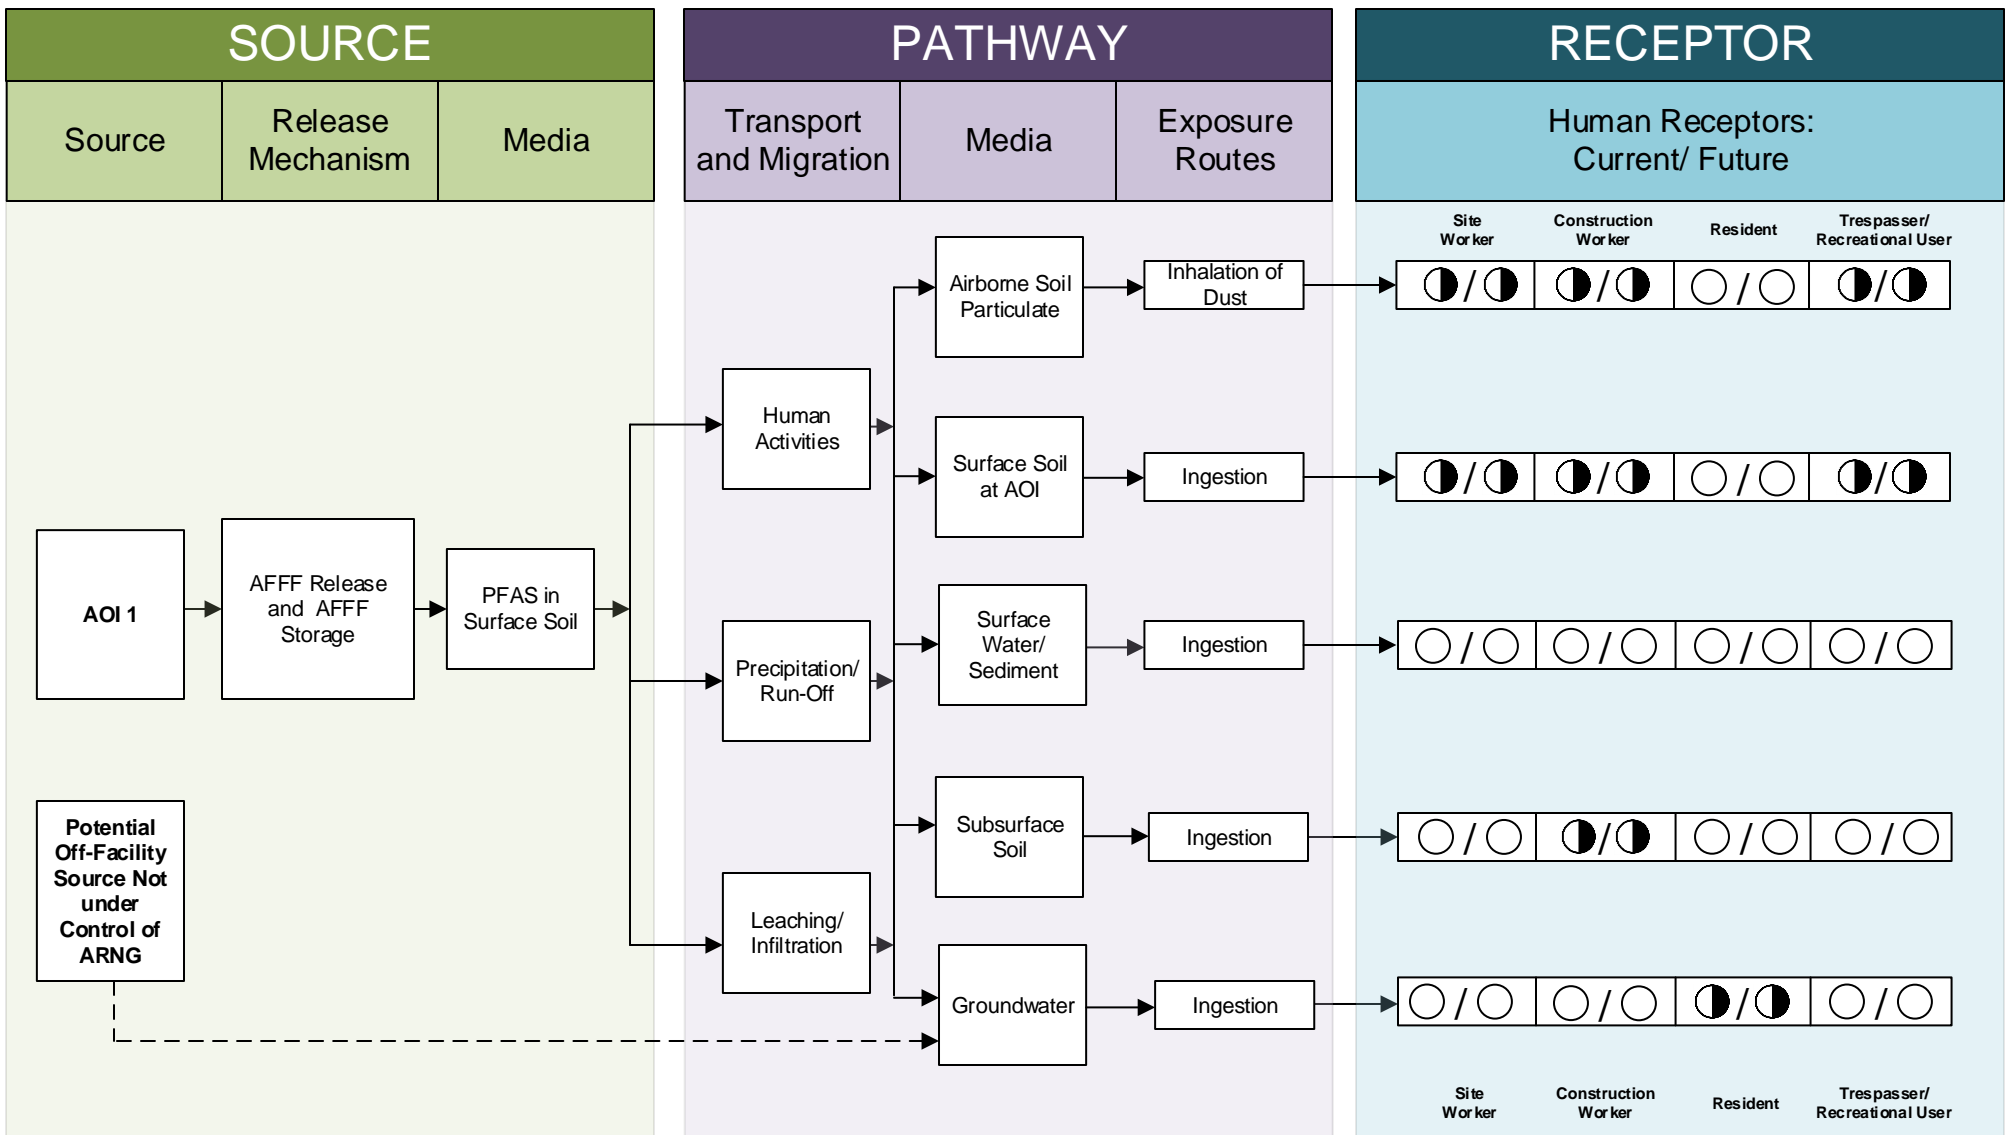 SOURCE
PATHWAY
RECEPTOR
Source
Release
Mechanism
Media
Transport
and Migration
Media
Exposure
Routes
Human Receptors:
Current/ Future
Site
Worker
Construction
Worker
Resident
Trespasser/
Recreational User
Airborne Soil
Particulate
Inhalation of
Dust
/
/
/
/
Human
Activities
Surface Soil
at AOI
Ingestion
/
/
/
/
AOI 1
AFFF Release
and AFFF
Storage
PFAS in
Surface Soil
Precipitation/
Run-Off
Surface
Water/
Sediment
Ingestion
/
/
/
/
Potential
Off-Facility
Source Not
under
Control of
ARNG
Subsurface
Soil
Ingestion
/
/
/
/
Leaching/
Infiltration
Groundwater
Ingestion
/
/
/
/
Site
Worker
Construction
Worker
Resident
Trespasser/
Recreational User